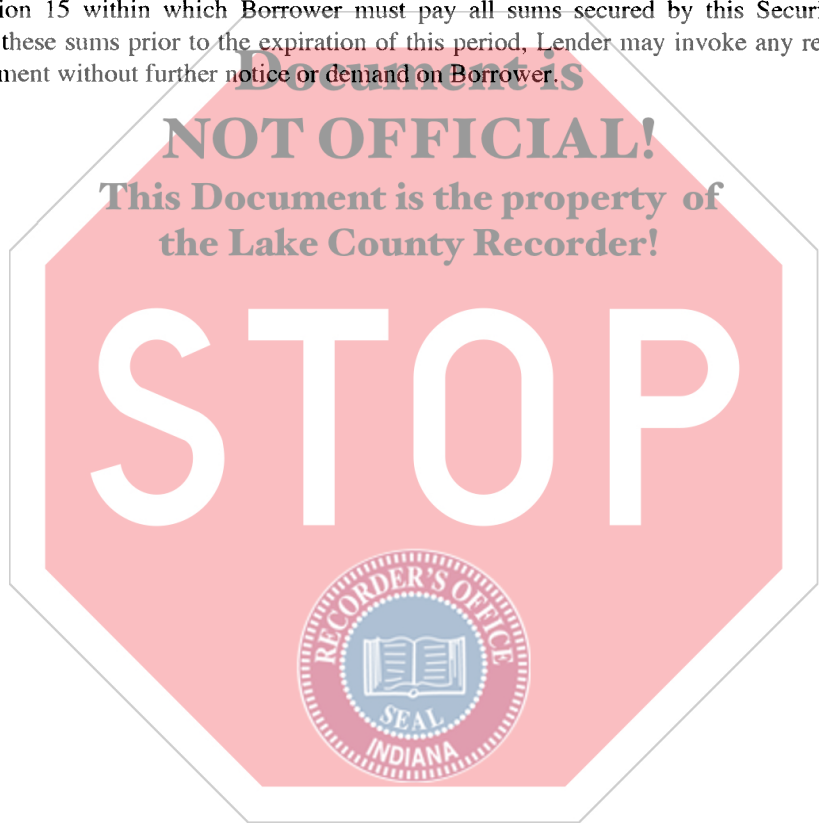 ion 15 within which Borrower must pay all sums secured by this Securi
these sums prior to the expiration of this period, Lender may invoke any re
ment without further notice or demand on Borrower.
Document is
NOT OFFICIAL!
This Document is the property of
the Lake County Recorder!
STOP
RECORDER'S OFFICE
SEAL
INDIANA